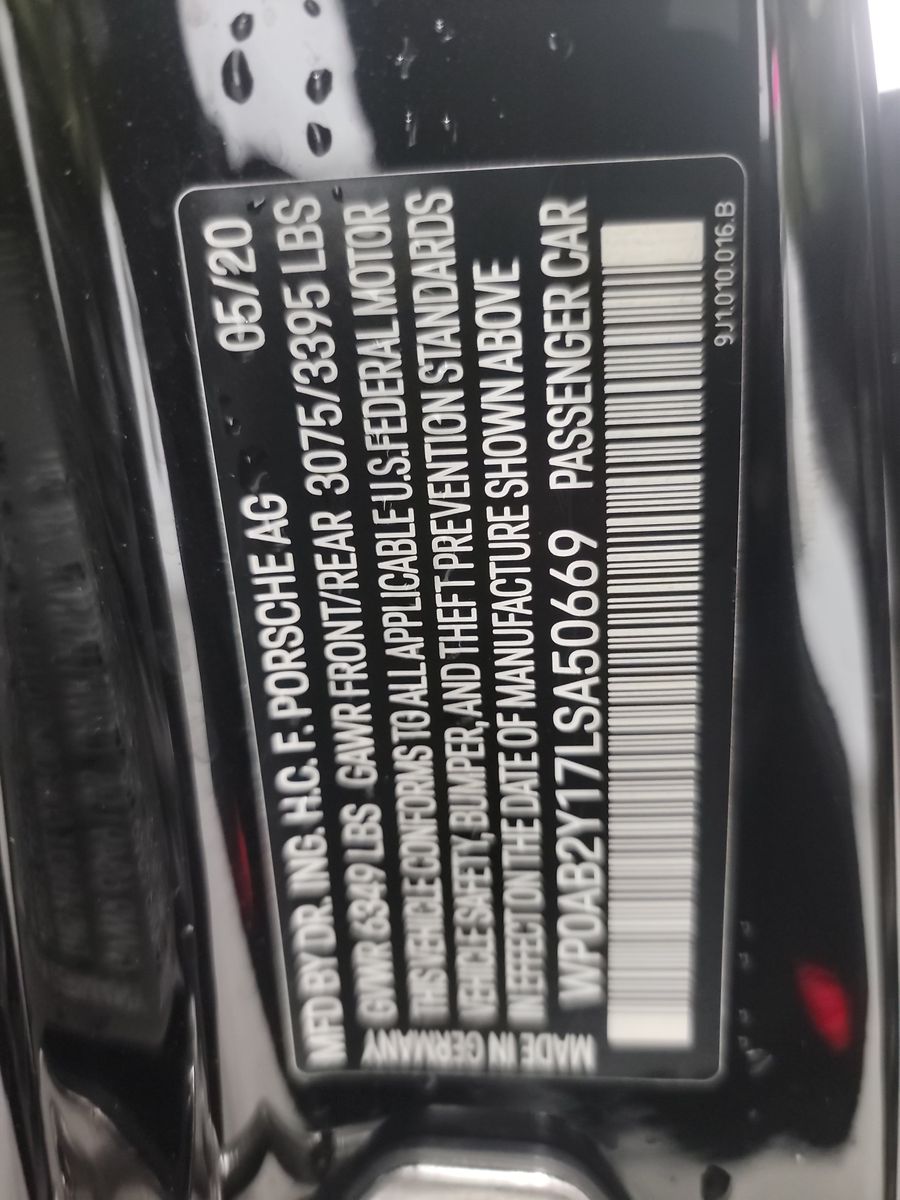 MFD BY DR. ING. H.C. F. PORSCHE AG 05/20
GVWR 6349 LBS GAWR FRONT/REAR 3075/3395 LBS
THIS VEHICLE CONFORMS TO ALL APPLICABLE U.S. FEDERAL MOTOR
VEHICLE SAFETY, BUMPER, AND THEFT PREVENTION STANDARDS
IN EFFECT ON THE DATE OF MANUFACTURE SHOWN ABOVE
WP0AB2Y17LSA50669 PASSENGER CAR
MADE IN GERMANY
9J1.010.016.B